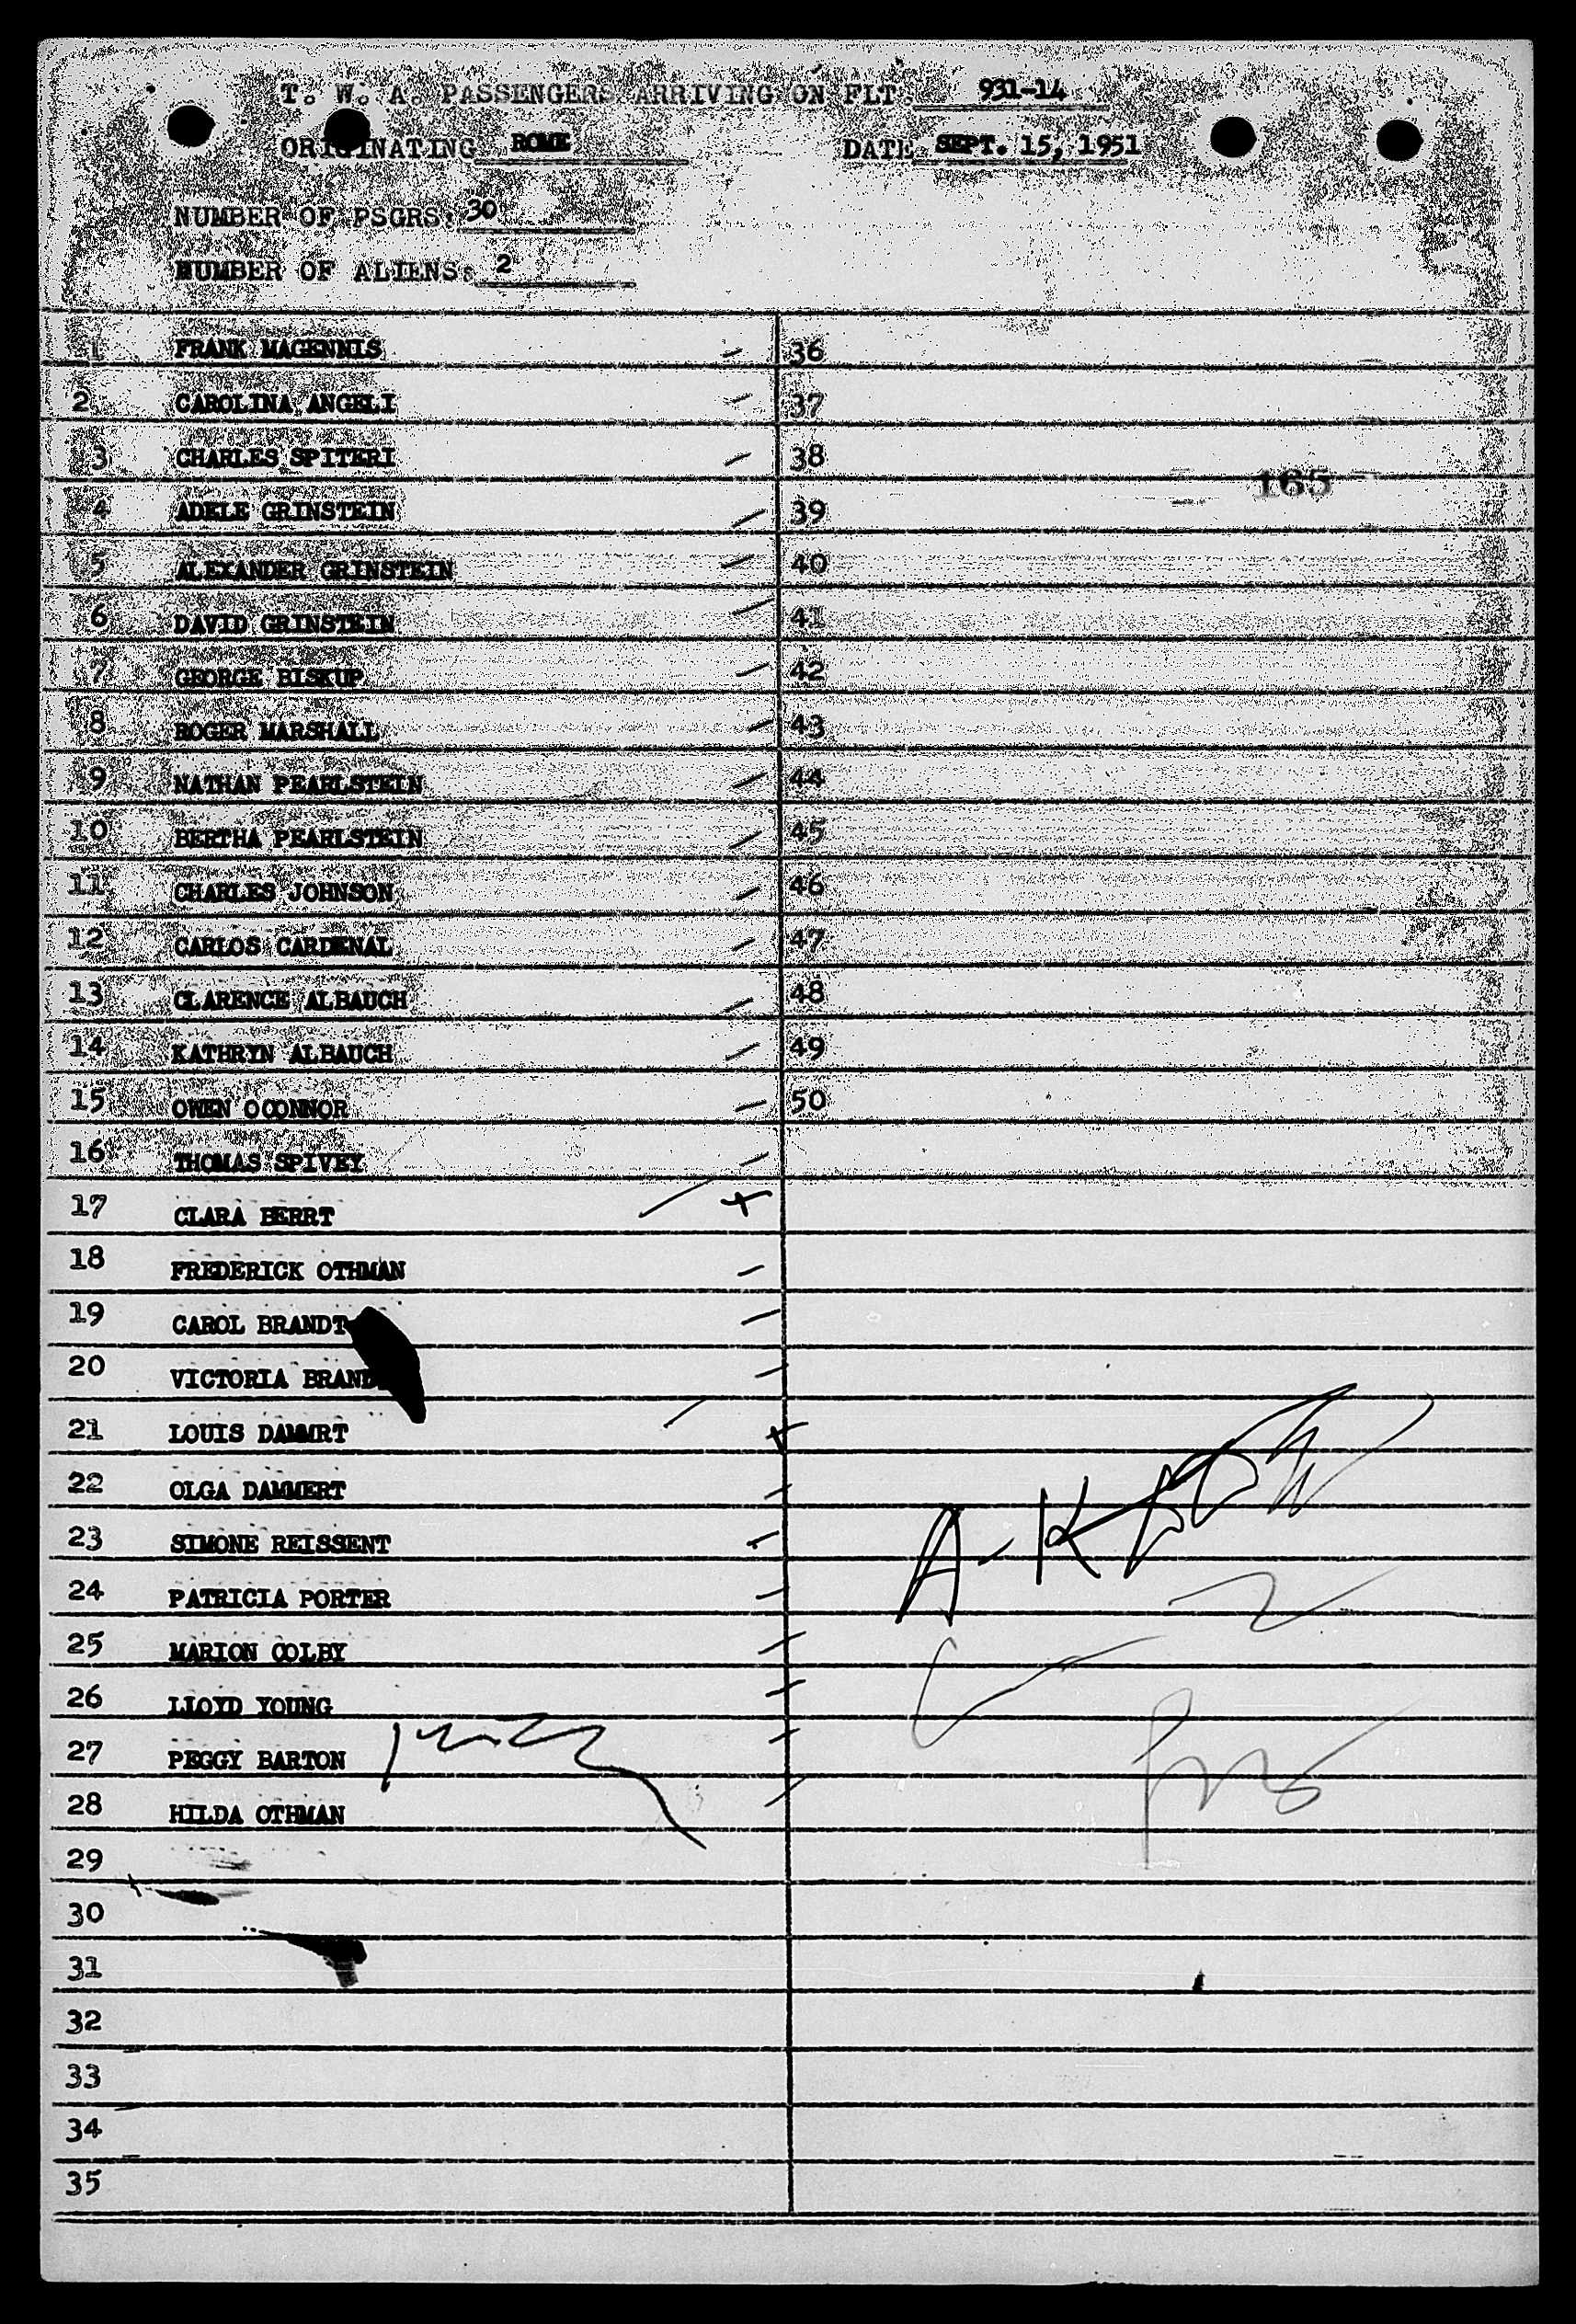 T. W. A. PASSENGERS ARRIVING ON FLT. 931-14
ORIGINATING ROME DATE SEPT. 15, 1951
NUMBER OF PSGRS: 30
NUMBER OF ALIENS: 2
1 FRANK MAGENNIS 36
2 CAROLINA ANGELI 37
3 CHARLES SPITERI 38
165
4 ADELE GRINSTEIN 39
5 ALEXANDER GRINSTEIN 40
6 DAVID GRINSTEIN 41
7 GEORGE BISKUP 42
8 ROGER MARSHALL 43
9 NATHAN PEARLSTEIN 44
10 BERTHA PEARLSTEIN 45
11 CHARLES JOHNSON 46
12 CARLOS CARDENAL 47
13 CLARENCE ALBAUCH 48
14 KATHRYN ALBAUCH 49
15 OWEN OCONNOR 50
16 THOMAS SPIVEY
17 CLARA BERRT
18 FREDERICK OTHMAN
19 CAROL BRANDT
20 VICTORIA BRAND
21 LOUIS DAMMRT
22 OLGA DAMMERT
23 SIMONE REISSENT
24 PATRICIA PORTER
25 MARION COLBY
26 LLOYD YOUNG
27 PEGGY BARTON
28 HILDA OTHMAN
29
30
31
32
33
34
35